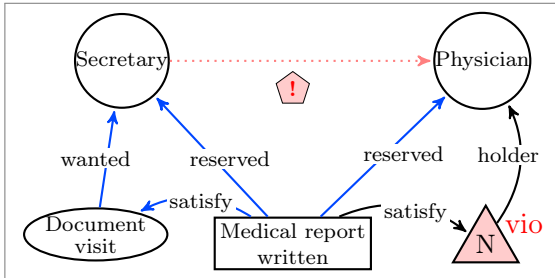 Secretary
Physician
!
wanted
reserved
reserved
holder
satisfy
satisfy
vio
Document
visit
Medical report
written
N